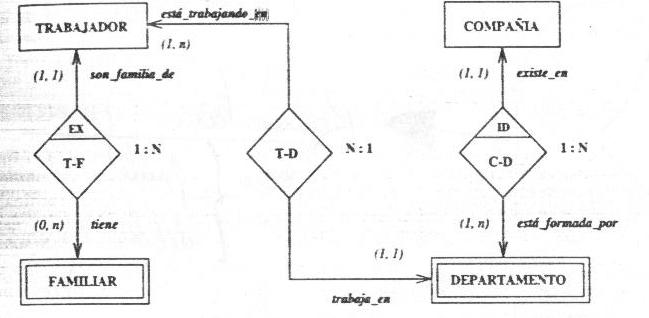 está_trabajando_en
TRABAJADOR
COMPAÑIA
(1, n)
(1, 1) son_familia_de
(1, 1) existe_en
EX
ID
T-F
1 : N
T-D
N : 1
C-D
1 : N
(0, n) tiene
(1, n) está_formada_por
(1, 1)
FAMILIAR
DEPARTAMENTO
trabaja_en